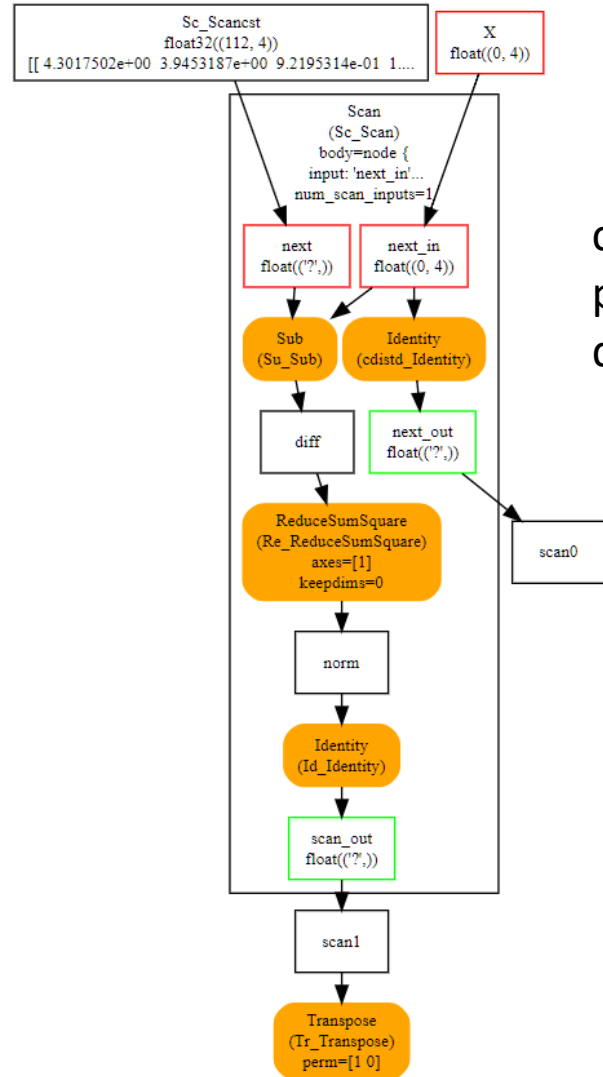 Sc_Scancst
float32((112, 4))
[[ 4.3017502e+00 3.9453187e+00 9.2195314e-01 1....
X
float((0, 4))
Scan
(Sc_Scan)
body=node {
input: 'next_in'...
num_scan_inputs=1
next
float(('?',))
next_in
float((0, 4))
Sub
(Su_Sub)
Identity
(cdistd_Identity)
diff
next_out
float(('?',))
ReduceSumSquare
(Re_ReduceSumSquare)
axes=[1]
keepdims=0
scan0
norm
Identity
(Id_Identity)
scan_out
float(('?',))
scan1
Transpose
(Tr_Transpose)
perm=[1 0]